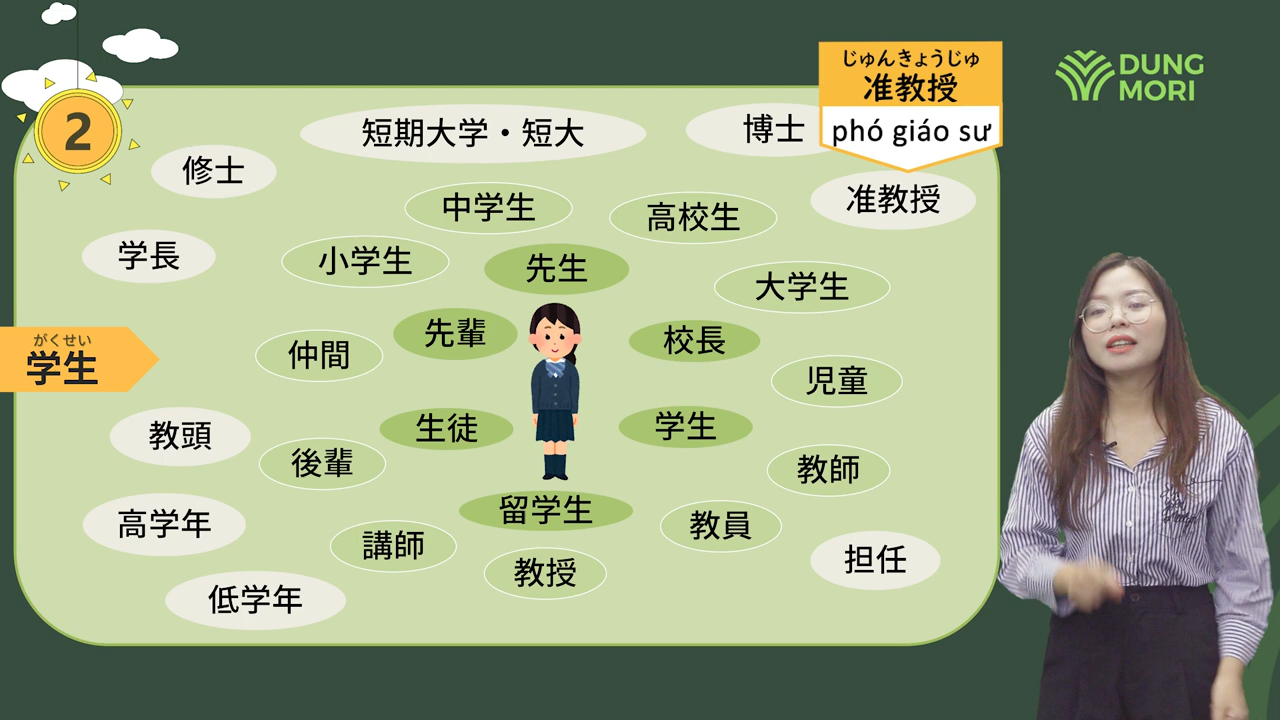 じゅんきょうじゅ
准教授
phó giáo sư
DUNG
MORI
2
短期大学・短大
博士
修士
准教授
中学生
高校生
学長
小学生
先生
大学生
がくせい
学生
先輩
校長
仲間
児童
教頭
生徒
学生
後輩
教師
高学年
留学生
教員
講師
教授
担任
低学年